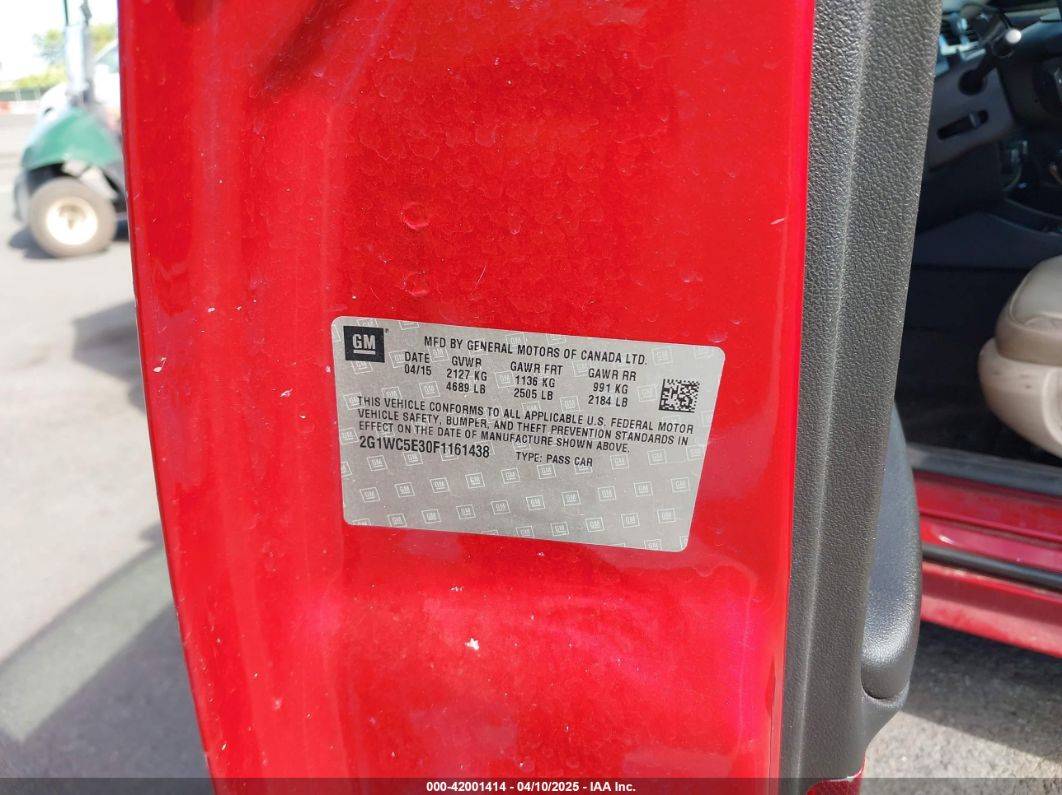 GM
MFD BY GENERAL MOTORS OF CANADA LTD.
DATE GVWR GAWR FRT GAWR RR
04/15 2127 KG 1136 KG 991 KG
4689 LB 2505 LB 2184 LB
THIS VEHICLE CONFORMS TO ALL APPLICABLE U.S. FEDERAL MOTOR
VEHICLE SAFETY, BUMPER, AND THEFT PREVENTION STANDARDS IN
EFFECT ON THE DATE OF MANUFACTURE SHOWN ABOVE.
2G1WC5E30F1161438 TYPE: PASS CAR
000-42001414 - 04/10/2025 - IAA Inc.